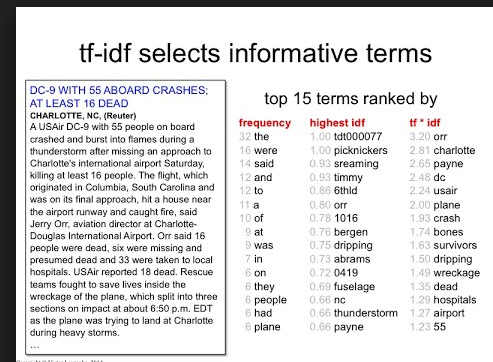 tf-idf selects informative terms
DC-9 WITH 55 ABOARD CRASHES;
AT LEAST 16 DEAD
CHARLOTTE, NC, (Reuter)
A USAir DC-9 with 55 people on board
crashed and burst into flames during a
thunderstorm after missing an approach to
Charlotte's international airport Saturday,
killing at least 16 people. The flight, which
originated in Columbia, South Carolina and
was on its final approach, hit a house near
the airport runway and caught fire, said
Jerry Orr, aviation director at Charlotte-
Douglas International Airport. Orr said 16
people were dead, six were missing and
presumed dead and 33 were taken to local
hospitals. USAir reported 18 dead. Rescue
teams fought to save lives inside the
wreckage of the plane, which split into three
sections on impact at about 6:50 p.m. EDT
as the plane was trying to land at Charlotte
during heavy storms.
…
top 15 terms ranked by
frequency highest idf tf * idf
32 the 1.00 tdt000077 3.20 orr
16 were 1.00 picknickers 2.81 charlotte
14 said 0.93 sreaming 2.65 payne
12 and 0.93 timmy 2.48 dc
12 to 0.86 6thld 2.24 usair
11 a 0.80 orr 2.00 plane
10 of 0.78 1016 1.93 crash
9 at 0.76 bergen 1.74 bones
9 was 0.75 dripping 1.63 survivors
7 in 0.73 abrams 1.50 dripping
6 on 0.72 0419 1.49 wreckage
6 they 0.69 fuselage 1.35 dead
6 people 0.66 nc 1.29 hospitals
6 had 0.66 thunderstorm 1.27 airport
6 plane 0.66 payne 1.23 55